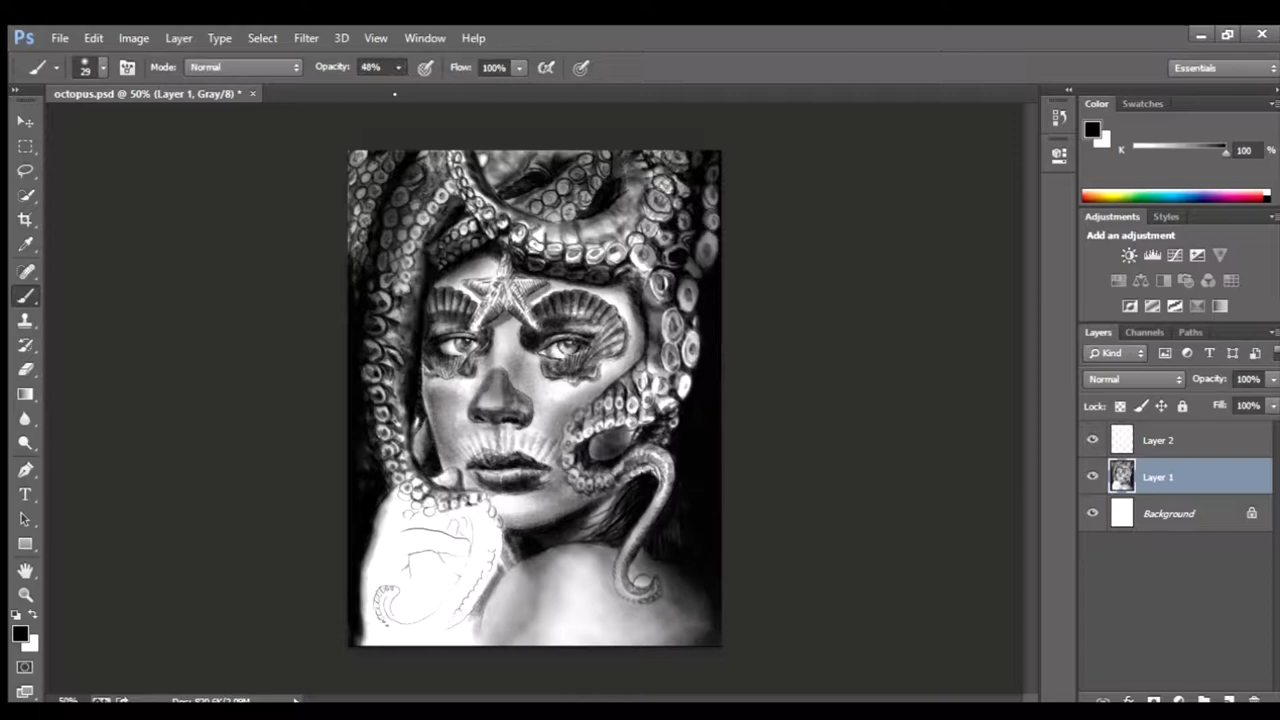 Ps File Edit Image Layer Type Select Filter 3D View Window Help
29 Mode: Normal Opacity: 48% Flow: 100% Essentials
octopus.psd @ 50% (Layer 1, Gray/8) * ×
Color Swatches
K 100 %
Adjustments Styles
Add an adjustment
Layers Channels Paths
Kind
Normal Opacity: 100%
Lock: Fill: 100%
Layer 2
Layer 1
Background
50%